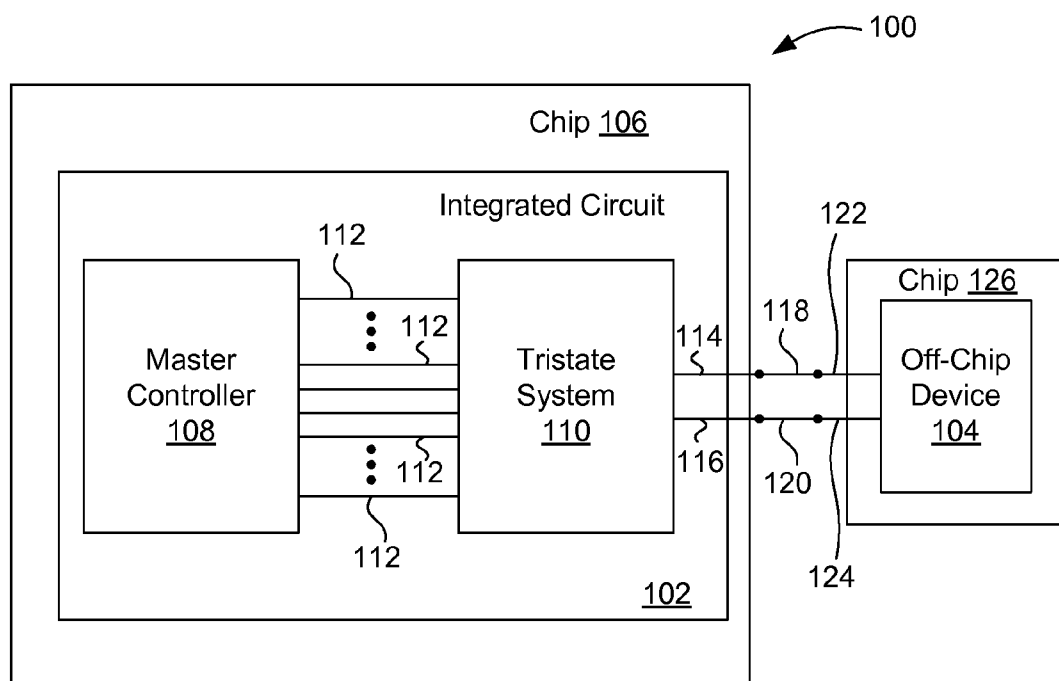 100
Chip 106
Integrated Circuit
122
112
Chip 126
118
112
114
Master
Controller
108
Tristate
System
110
Off-Chip
Device
104
112
116
120
112
124
102